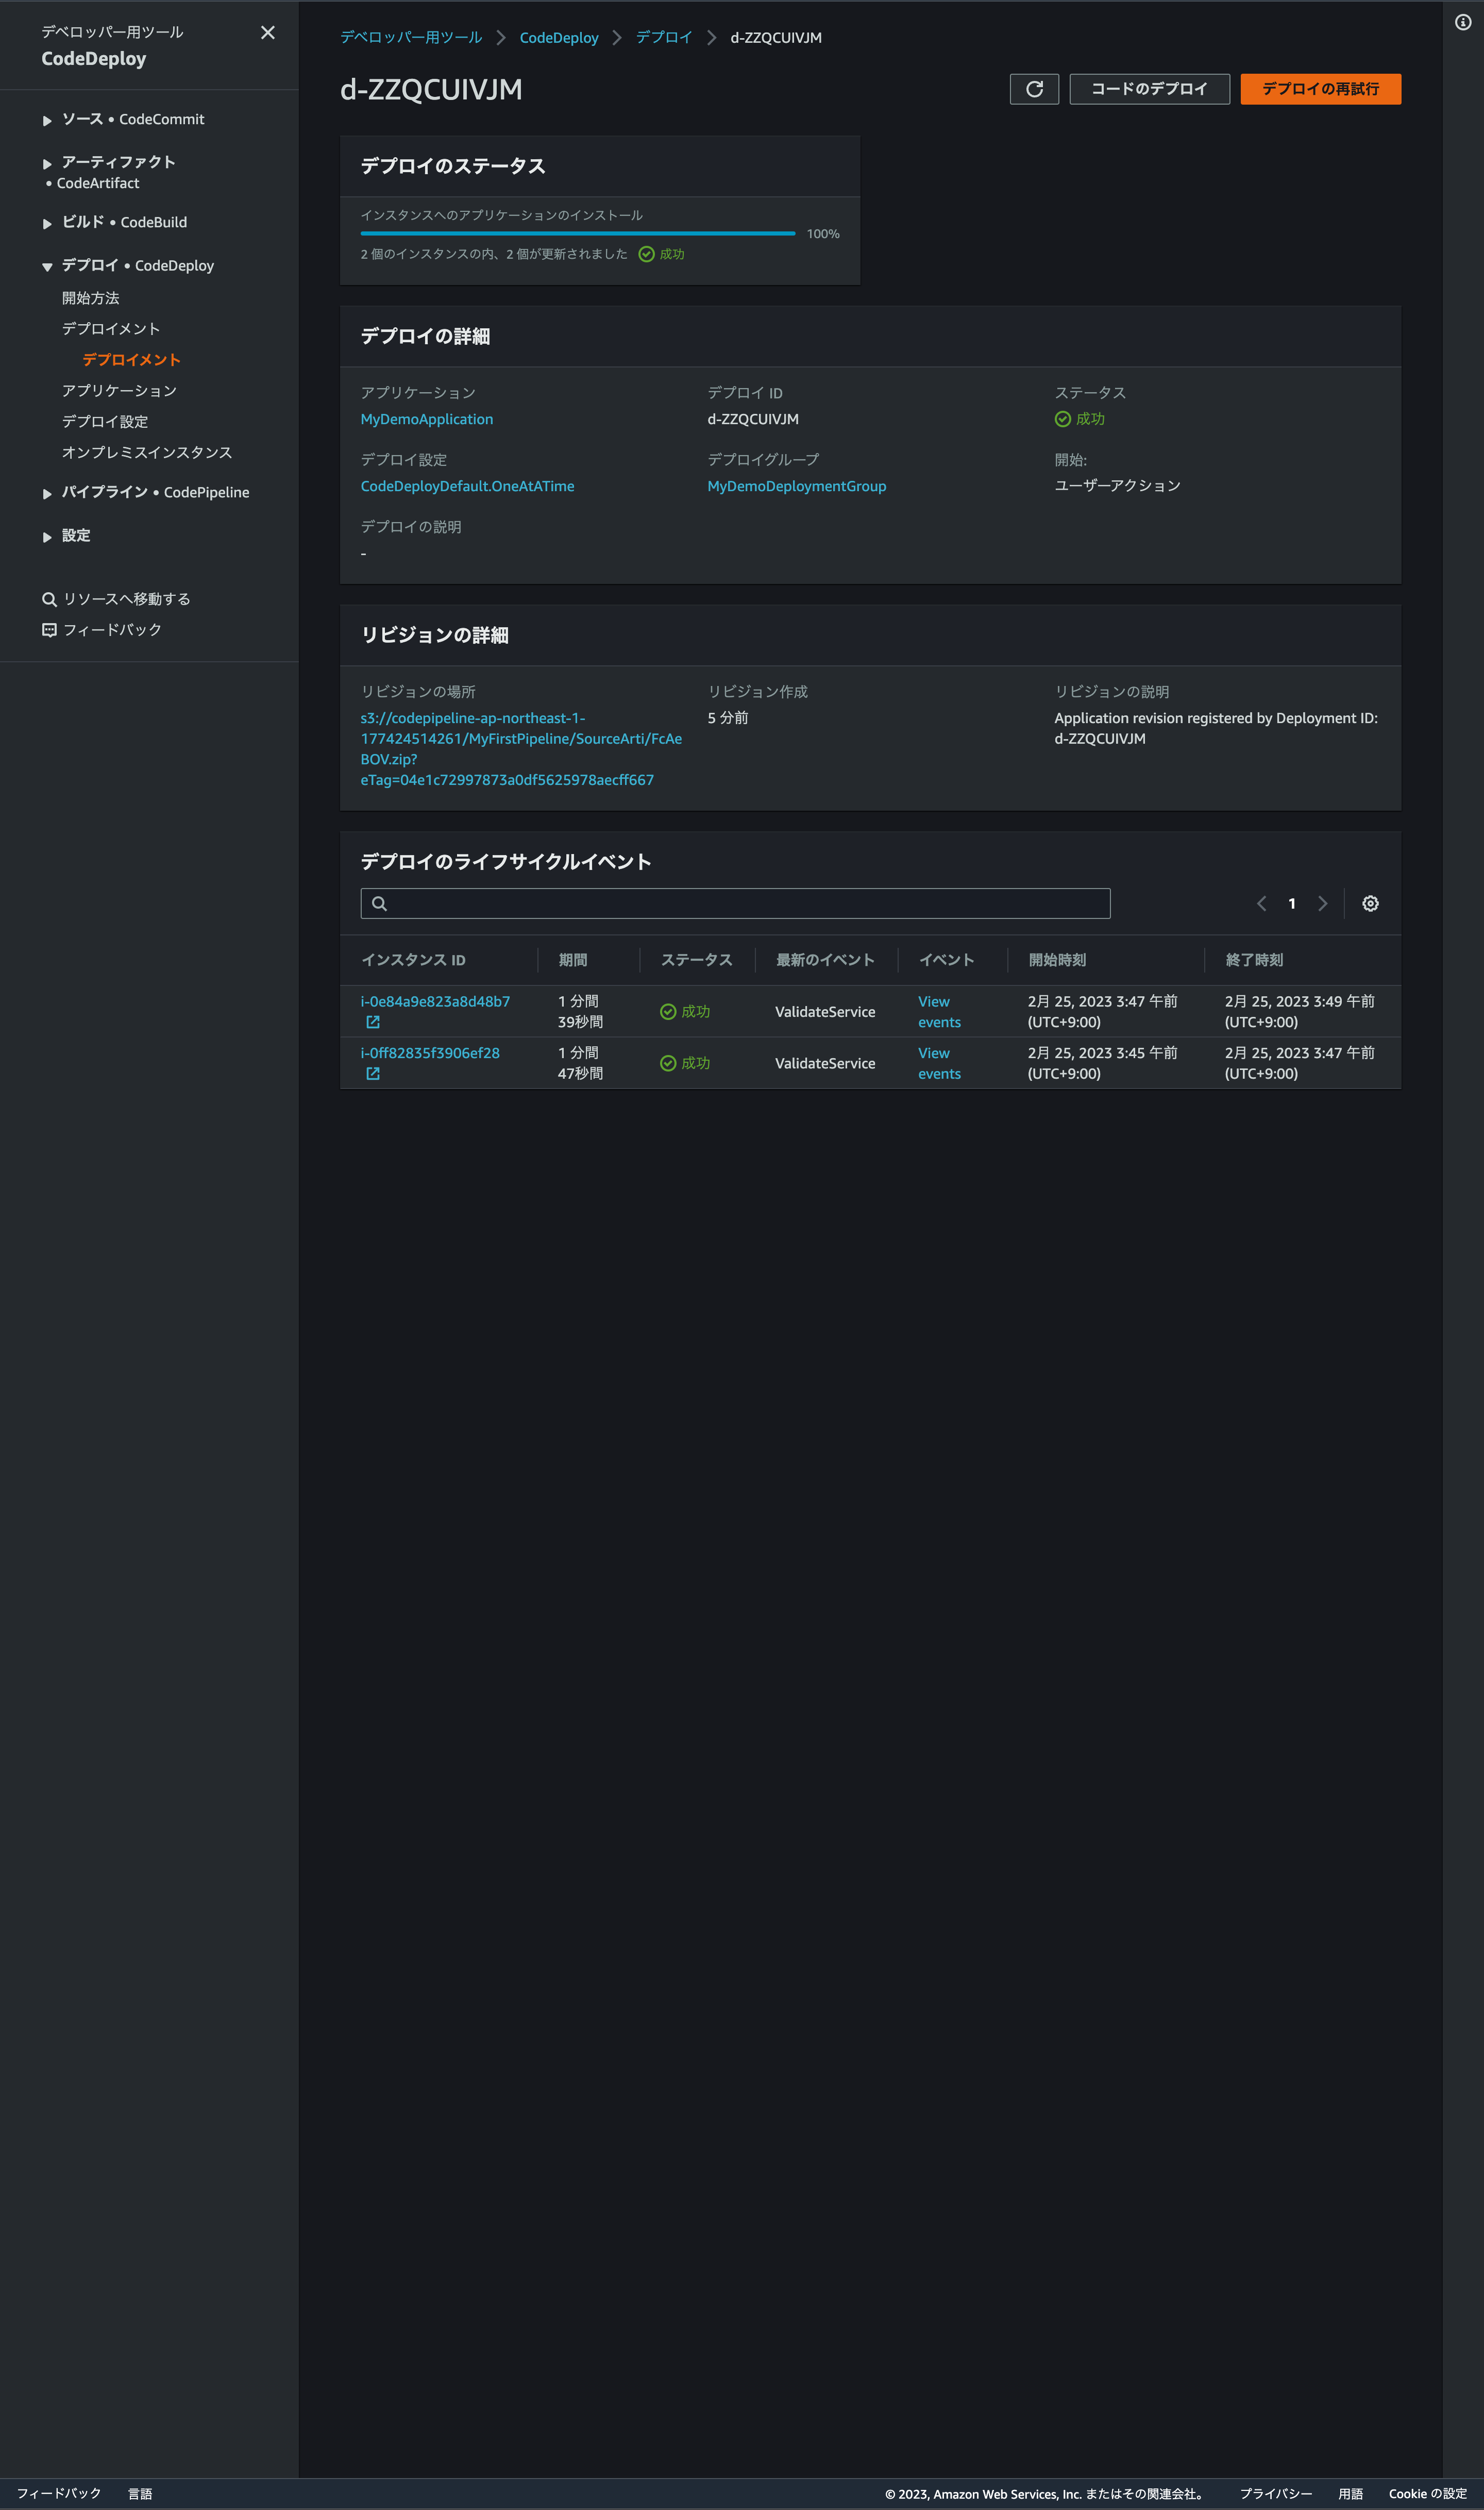 デベロッパー用ツール
CodeDeploy
ソース • CodeCommit
アーティファクト
• CodeArtifact
ビルド • CodeBuild
デプロイ • CodeDeploy
開始方法
デプロイメント
デプロイメント
アプリケーション
デプロイ設定
オンプレミスインスタンス
パイプライン • CodePipeline
設定
リソースへ移動する
フィードバック
デベロッパー用ツール CodeDeploy デプロイ d-ZZQCUIVJM
d-ZZQCUIVJM
コードのデプロイ
デプロイの再試行
デプロイのステータス
インスタンスへのアプリケーションのインストール
100%
2 個のインスタンスの内、2 個が更新されました 成功
デプロイの詳細
アプリケーション
MyDemoApplication
デプロイ ID
d-ZZQCUIVJM
ステータス
成功
デプロイ設定
CodeDeployDefault.OneAtATime
デプロイグループ
MyDemoDeploymentGroup
開始:
ユーザーアクション
デプロイの説明
-
リビジョンの詳細
リビジョンの場所
s3://codepipeline-ap-northeast-1-
177424514261/MyFirstPipeline/SourceArti/FcAe
BOV.zip?
eTag=04e1c72997873a0df5625978aecff667
リビジョン作成
5 分前
リビジョンの説明
Application revision registered by Deployment ID:
d-ZZQCUIVJM
デプロイのライフサイクルイベント
1
インスタンス ID 期間 ステータス 最新のイベント イベント 開始時刻 終了時刻
i-0e84a9e823a8d48b7
1 分間
39秒間
成功
ValidateService
View
events
2月 25, 2023 3:47 午前
(UTC+9:00)
2月 25, 2023 3:49 午前
(UTC+9:00)
i-0ff82835f3906ef28
1 分間
47秒間
成功
ValidateService
View
events
2月 25, 2023 3:45 午前
(UTC+9:00)
2月 25, 2023 3:47 午前
(UTC+9:00)
フィードバック 言語 © 2023, Amazon Web Services, Inc. またはその関連会社。 プライバシー 用語 Cookie の設定